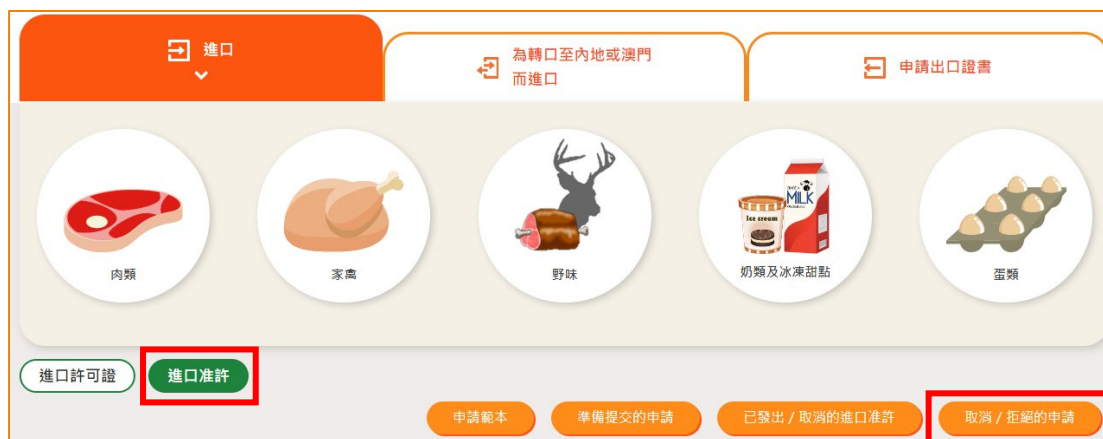 進口
為轉口至內地或澳門
而進口
申請出口證書
MILK
Ice cream
肉類
家禽
野味
奶類及冰凍甜點
蛋類
進口許可證
進口准許
申請範本
準備提交的申請
已發出 / 取消的進口准許
取消 / 拒絕的申請